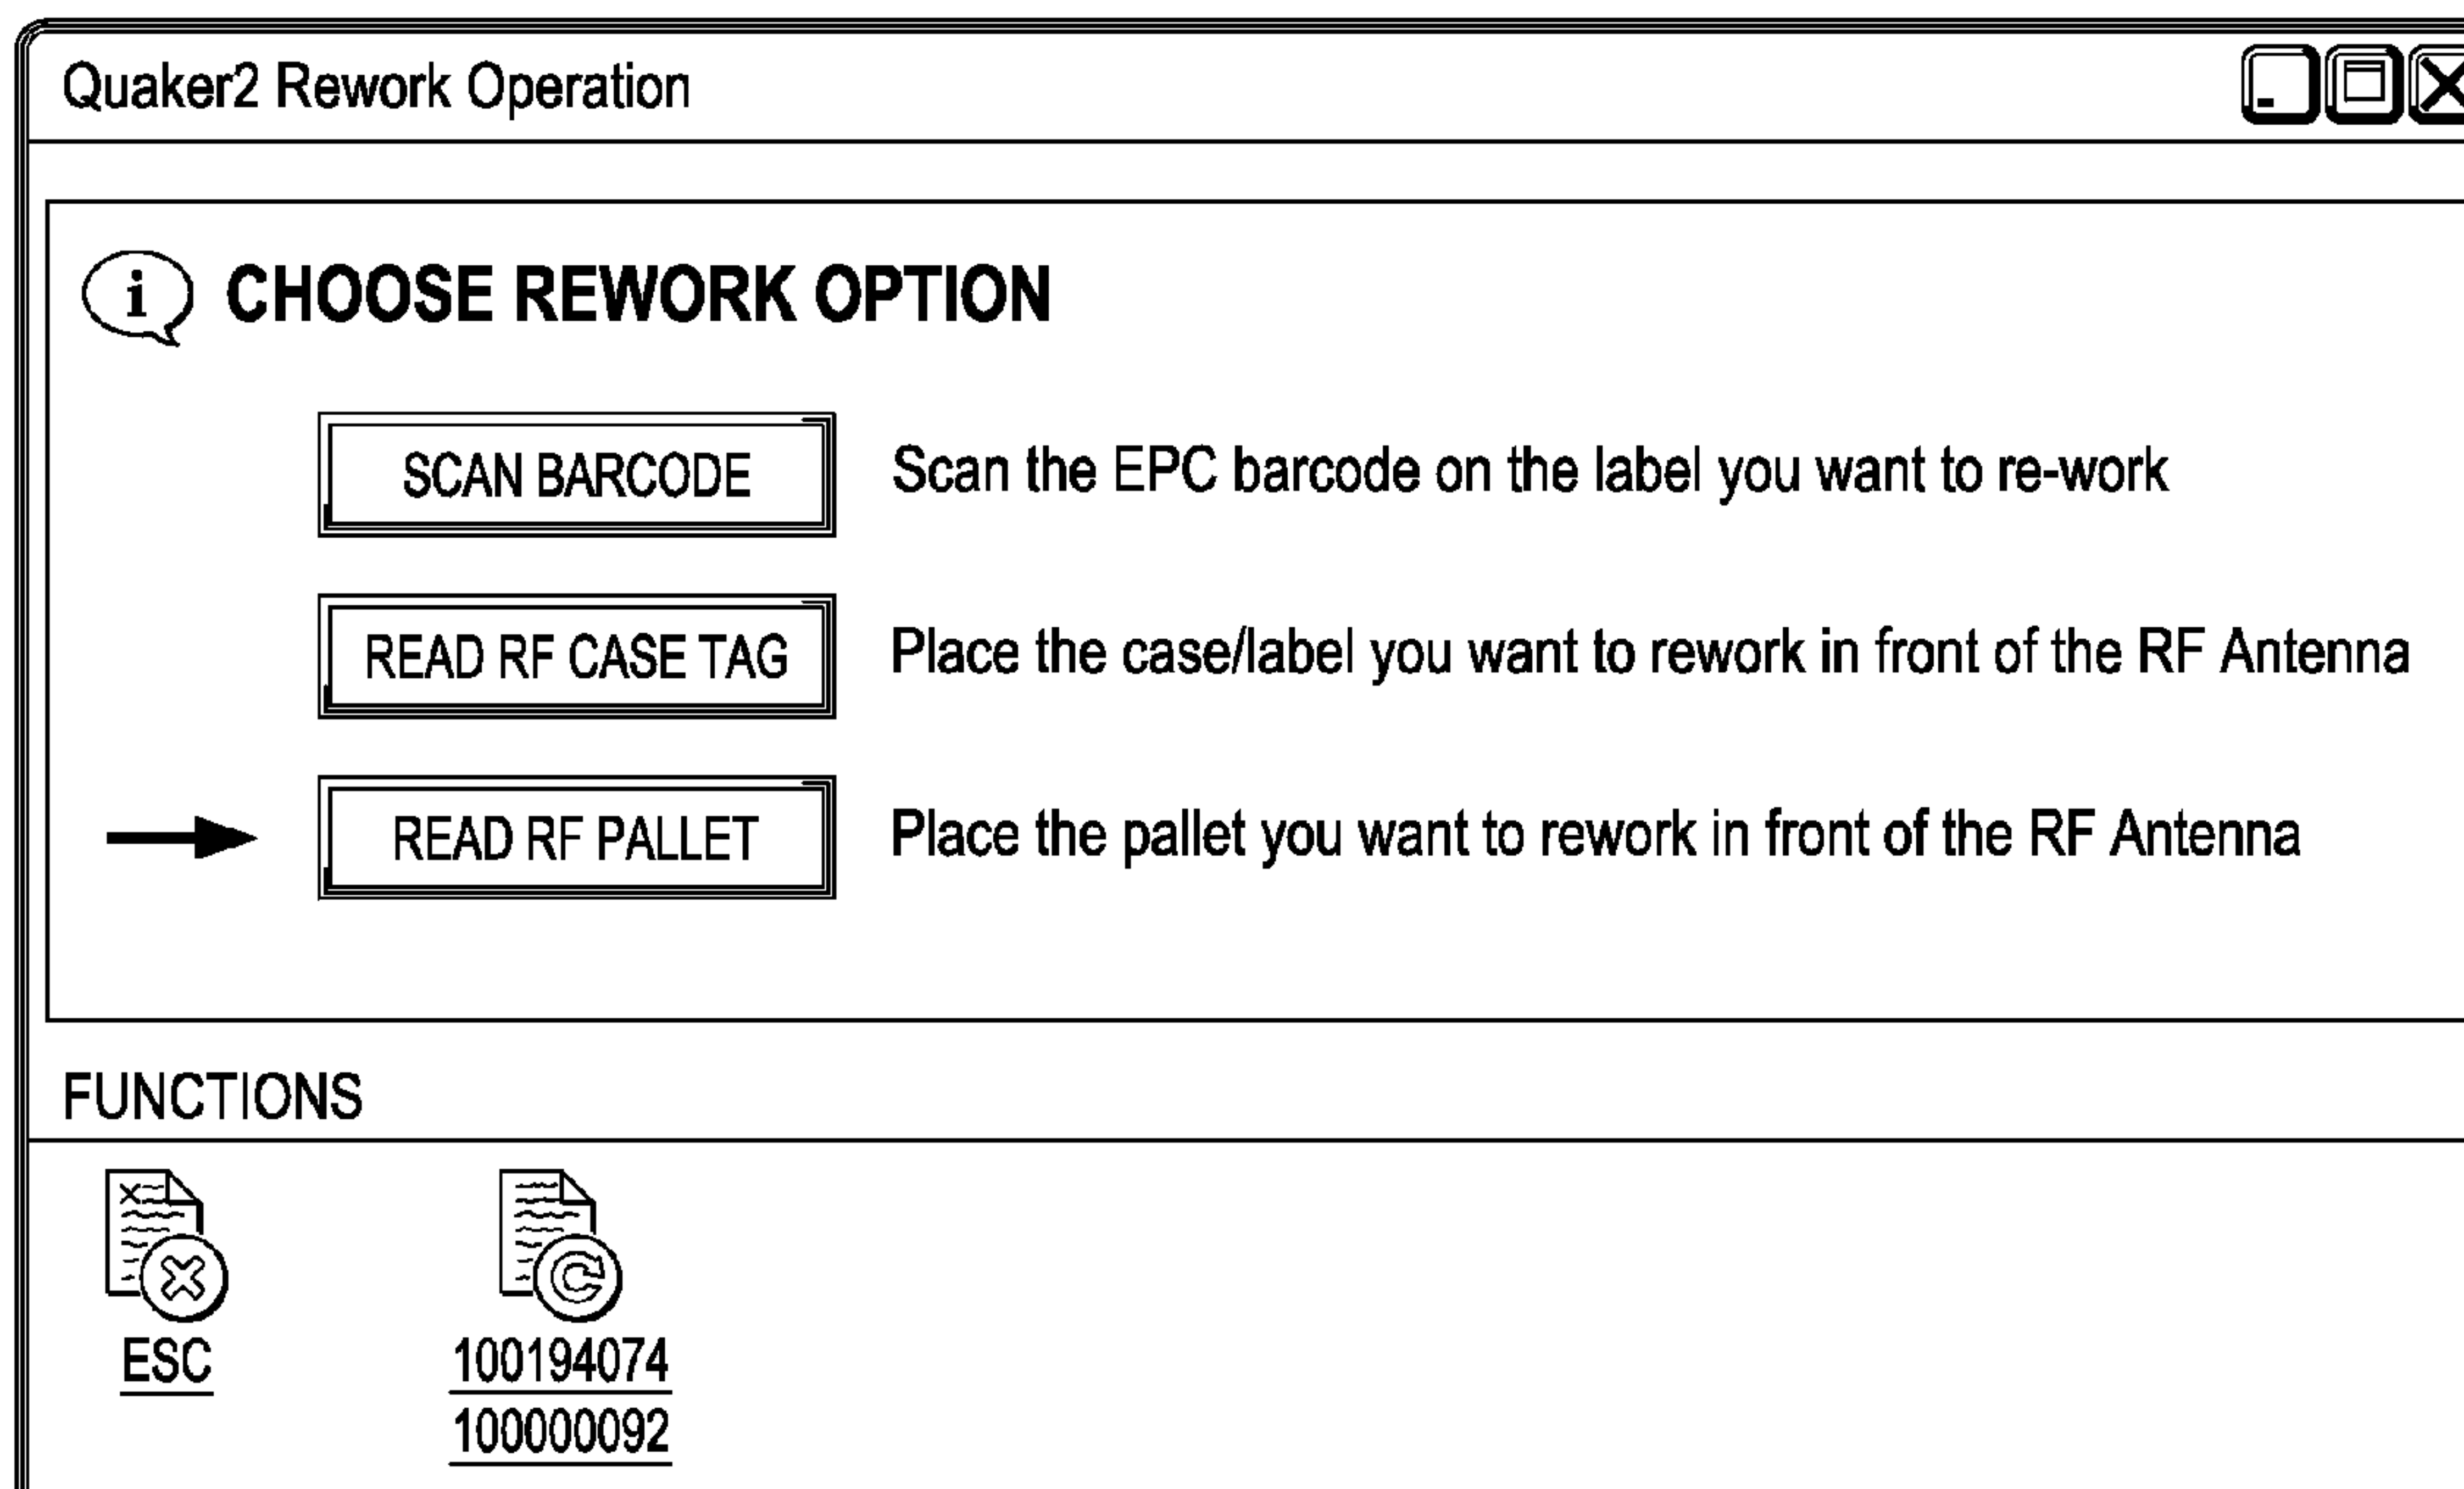 Quaker2 Rework Operation
CHOOSE REWORK OPTION
SCAN BARCODE Scan the EPC barcode on the label you want to re-work
READ RF CASE TAG Place the case/label you want to rework in front of the RF Antenna
READ RF PALLET Place the pallet you want to rework in front of the RF Antenna
FUNCTIONS
ESC 100194074
100000092